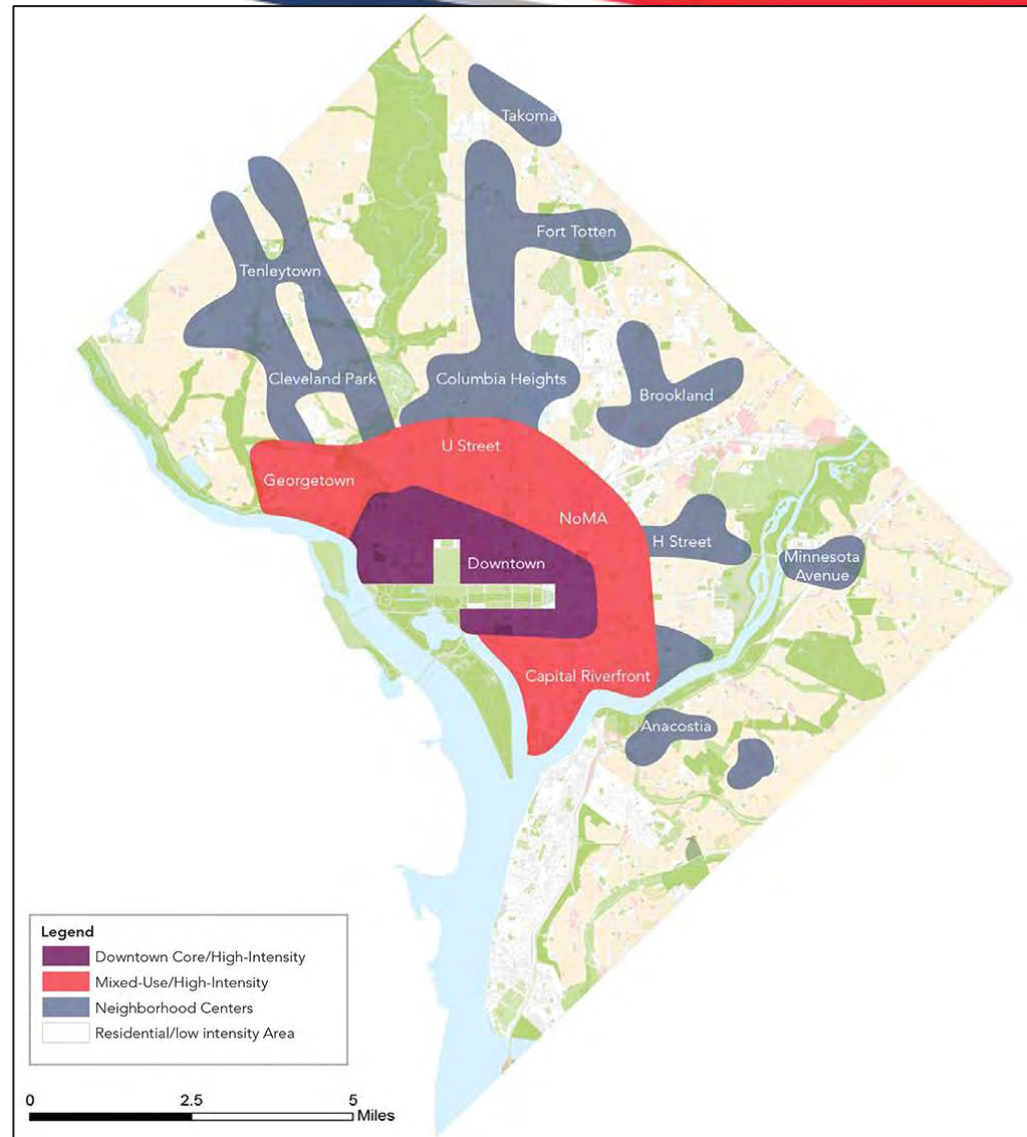 Takoma
Fort Totten
Tenleytown
Cleveland Park
Columbia Heights
Brookland
U Street
Georgetown
NoMA
H Street
Minnesota
Avenue
Downtown
Capital Riverfront
Anacostia
Legend
Downtown Core/High-Intensity
Mixed-Use/High-Intensity
Neighborhood Centers
Residential/low intensity Area
0 2.5 5
Miles